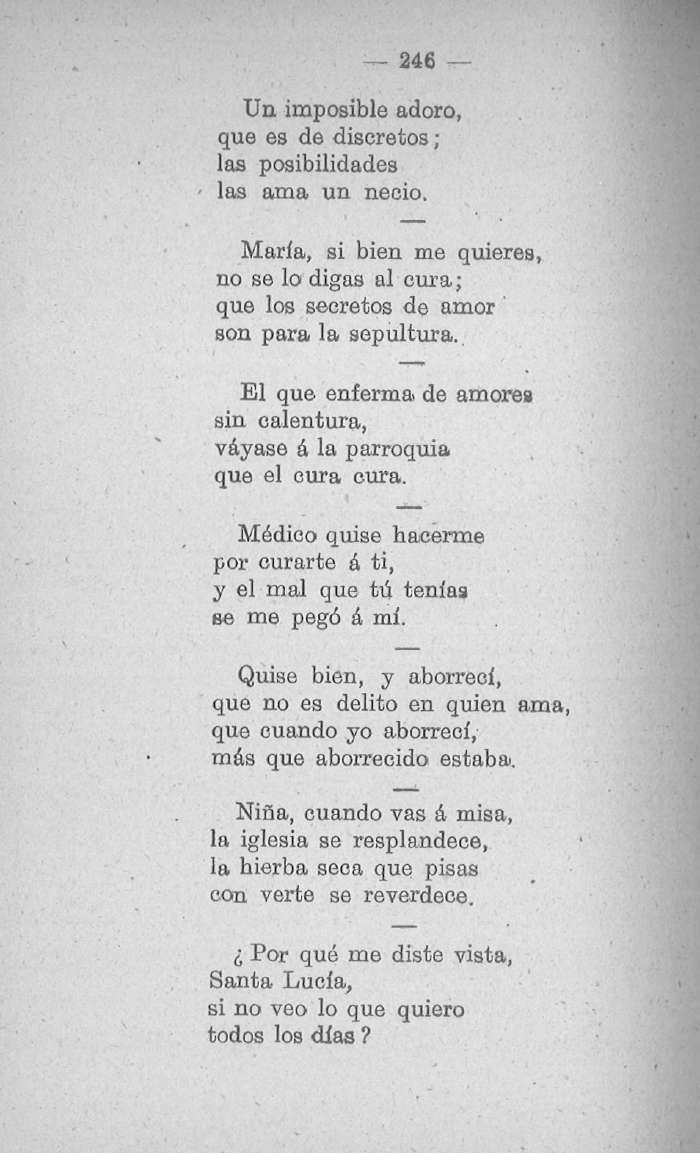 — 246 —
Un imposible adoro,
que es de discretos;
las posibilidades
las ama un necio.
—
María, si bien me quieres,
no se lo digas al cura;
que los secretos de amor
son para la sepultura.
—
El que enferma de amores
sin calentura,
váyase á la parroquia
que el cura cura.
—
Médico quise hacerme
por curarte á ti,
y el mal que tú tenías
se me pegó á mí.
—
Quise bien, y aborrecí,
que no es delito en quien ama,
que cuando yo aborrecí,
más que aborrecido estaba.
—
Niña, cuando vas á misa,
la iglesia se resplandece,
la hierba seca que pisas
con verte se reverdece.
—
¿Por qué me diste vista,
Santa Lucía,
si no veo lo que quiero
todos los días?